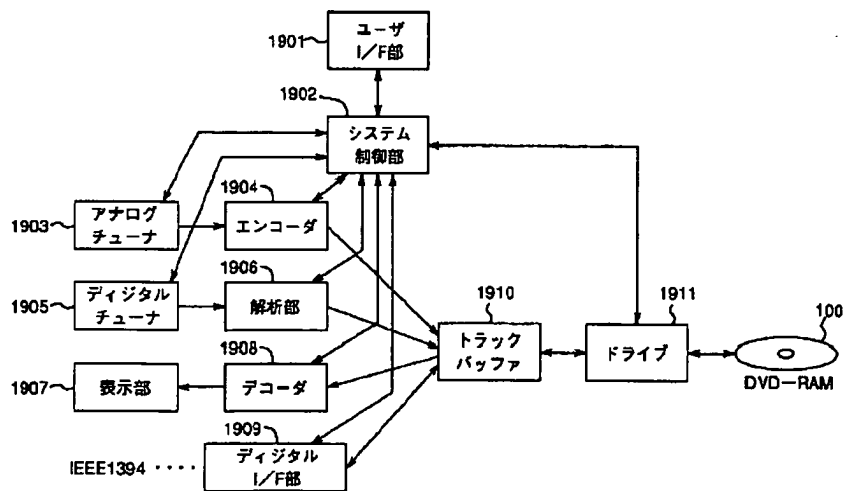 1901
ユーザ
I/F部
1902
システム
制御部
1903
アナログ
チューナ
1904
エンコーダ
1905
ディジタル
チューナ
1906
解析部
1907
表示部
1908
デコーダ
1909
ディジタル
I/F部
IEEE1394 ‥‥
1910
トラック
バッファ
1911
ドライブ
100
DVD-RAM